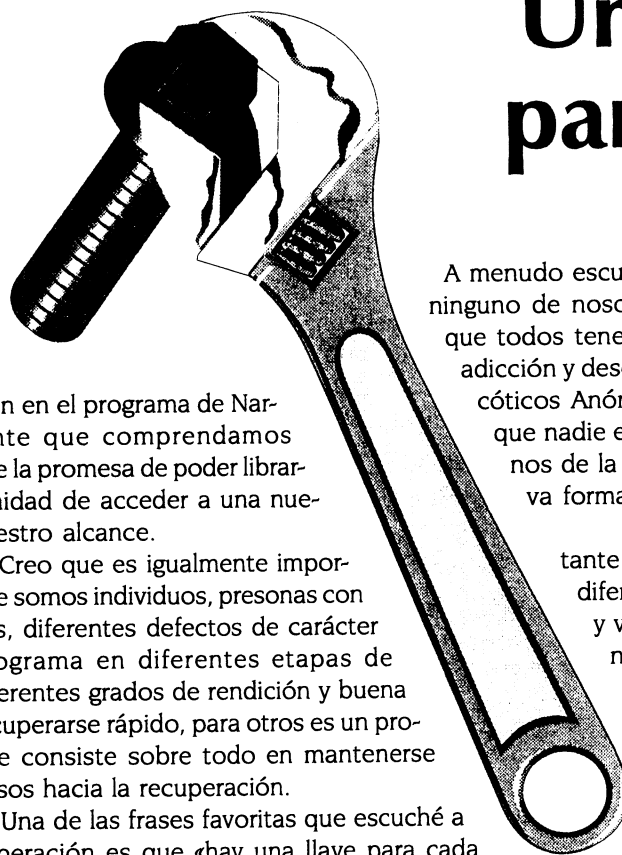 Un
par
A menudo escu
ninguno de noso
que todos tene
adicción y des
n en el programa de Nar- cóticos Anón
nte que comprendamos que nadie e
e la promesa de poder librar- nos de la
nidad de acceder a una nue- va forma
estro alcance.
Creo que es igualmente impor- tante
e somos individuos, presonas con difer
s, diferentes defectos de carácter y v
ograma en diferentes etapas de n
erentes grados de rendición y buena
cuperarse rápido, para otros es un pro-
e consiste sobre todo en mantenerse
sos hacia la recuperación.
Una de las frases favoritas que escuché a
peración es que «hay una llave para cada